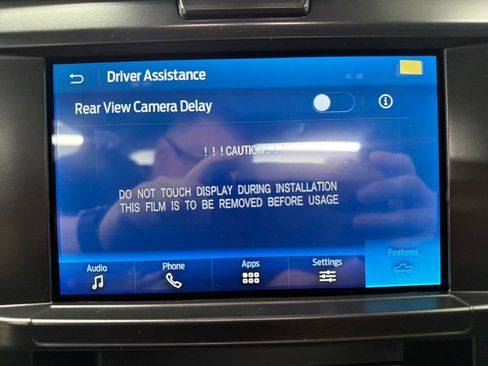 Driver Assistance
Rear View Camera Delay
! ! ! CAUTION ! ! !
DO NOT TOUCH DISPLAY DURING INSTALLATION
THIS FILM IS TO BE REMOVED BEFORE USAGE
Audio Phone Apps Settings Features